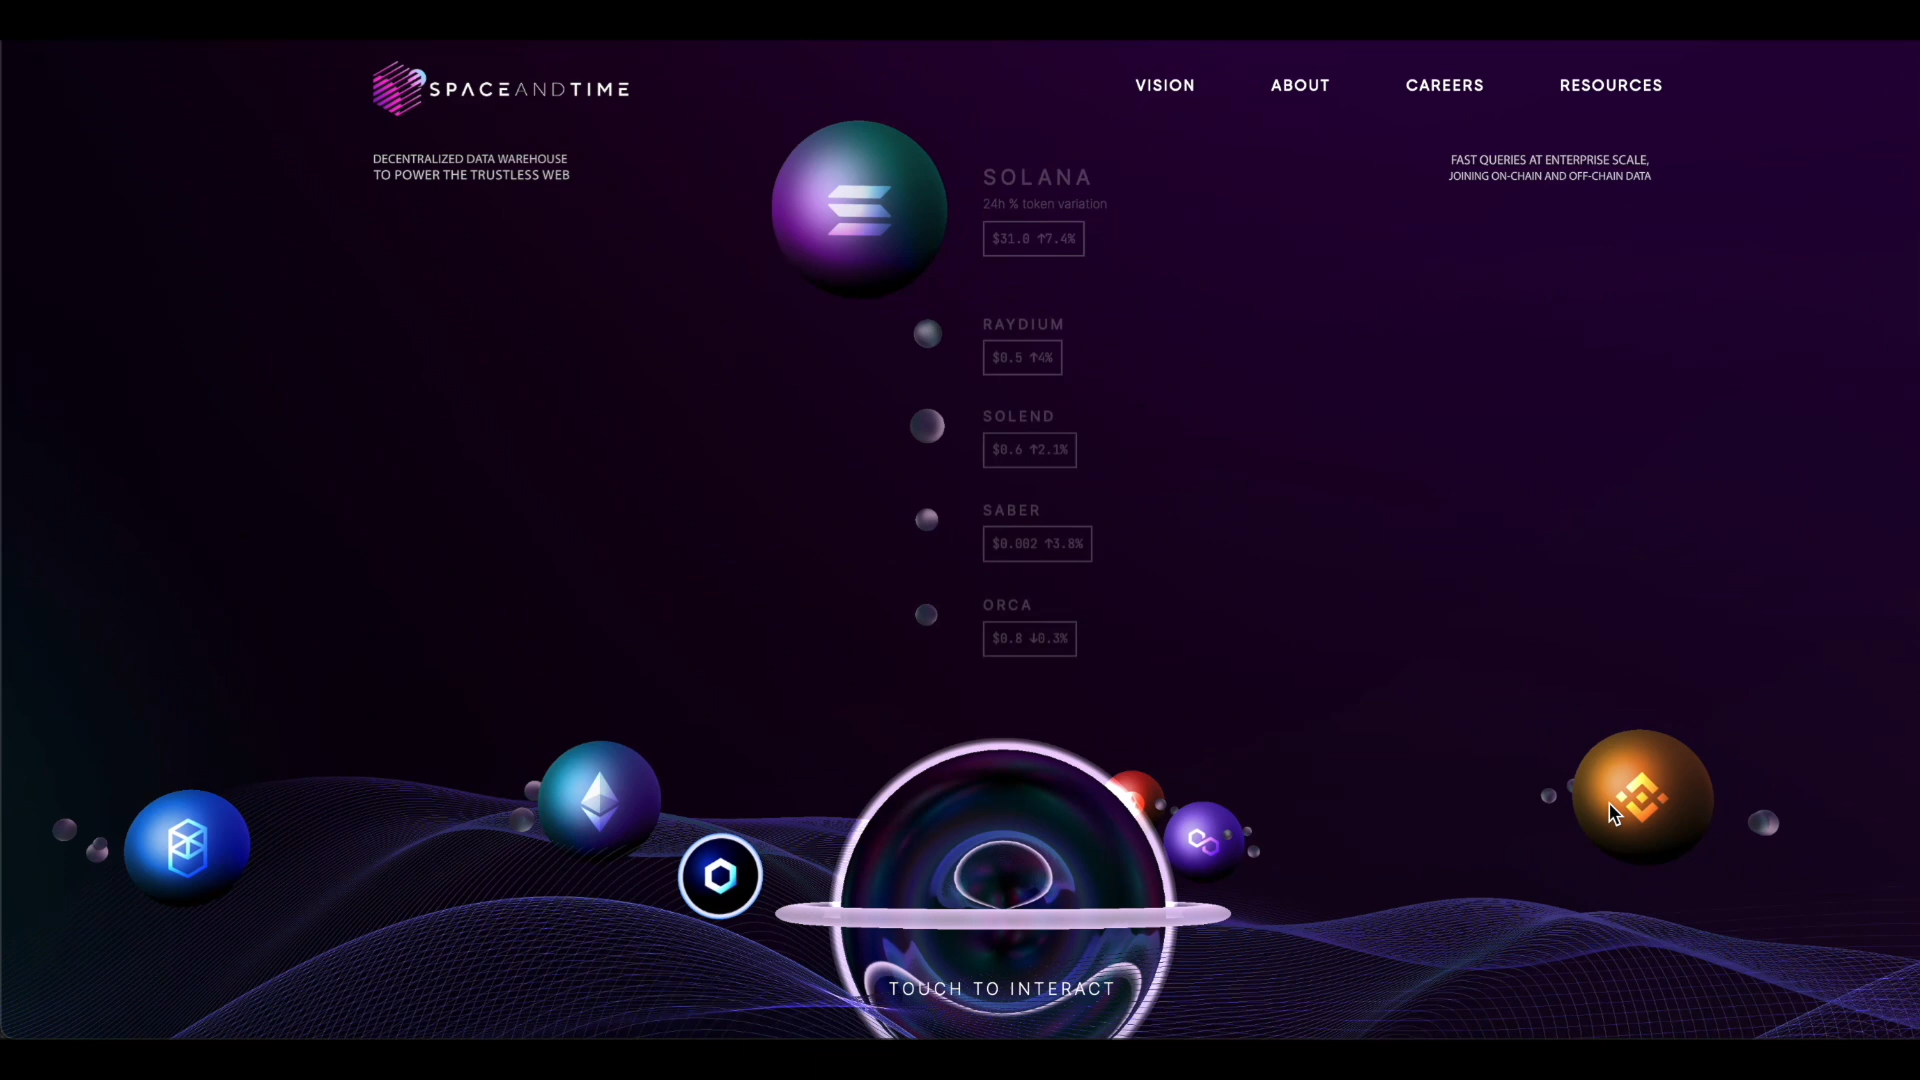 SPACEANDTIME
VISION
ABOUT
CAREERS
RESOURCES
DECENTRALIZED DATA WAREHOUSE
TO POWER THE TRUSTLESS WEB
FAST QUERIES AT ENTERPRISE SCALE,
JOINING ON-CHAIN AND OFF-CHAIN DATA
SOLANA
24h % token variation
$31.0 ↑7.4%
RAYDIUM
$0.5 ↑4%
SOLEND
$0.6 ↑2.1%
SABER
$0.002 ↑3.8%
ORCA
$0.8 ↓0.3%
TOUCH TO INTERACT